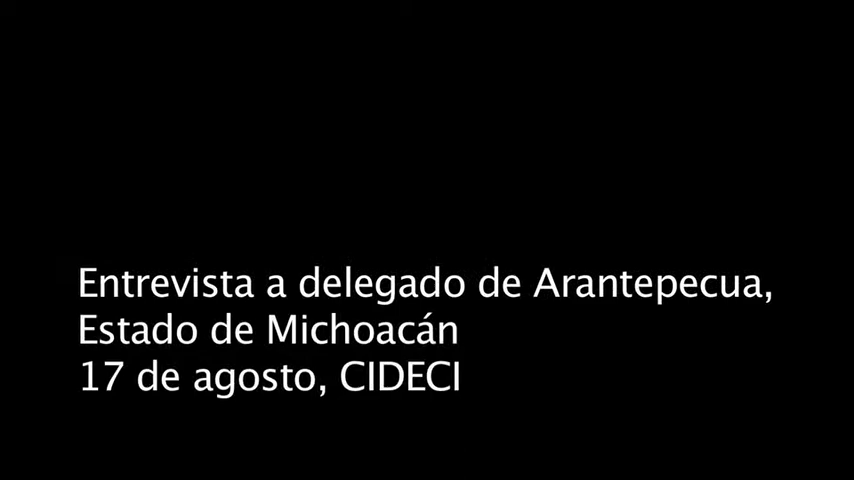 Entrevista a delegado de Arantepecua,
Estado de Michoacán
17 de agosto, CIDECI